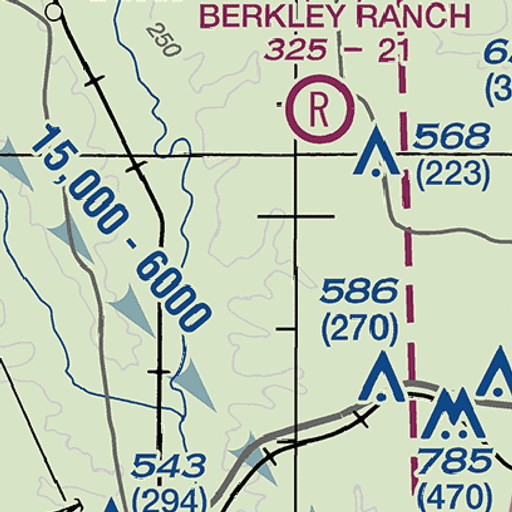 BERKLEY RANCH
325 - 21
R
250
568
(223)
15,000 - 6000
586
(270)
543
(294)
785
(470)